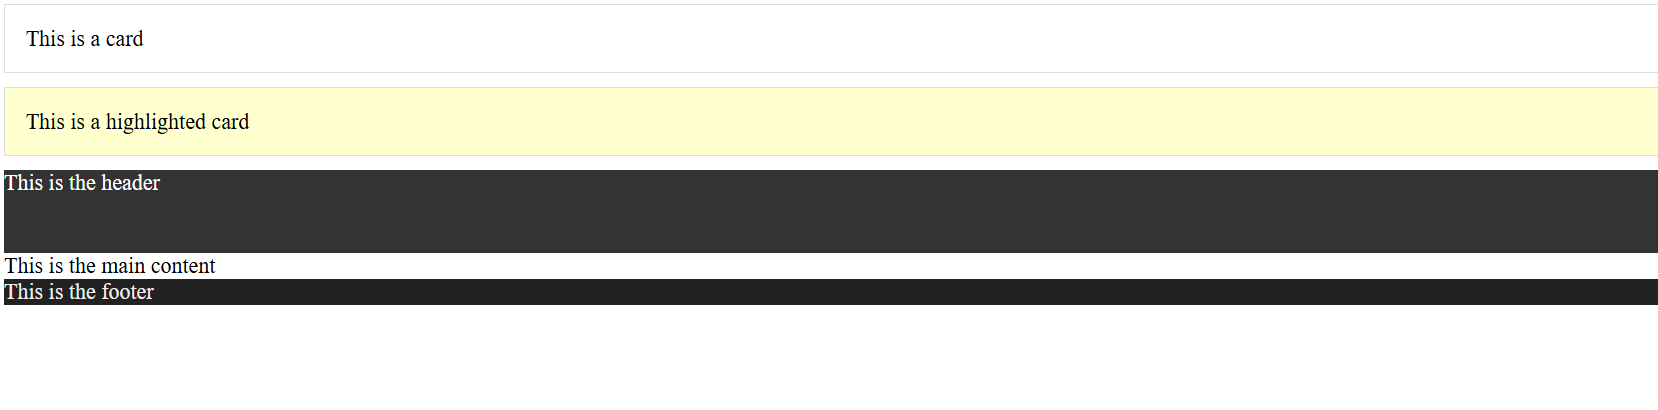 This is a card
This is a highlighted card
This is the header
This is the main content
This is the footer